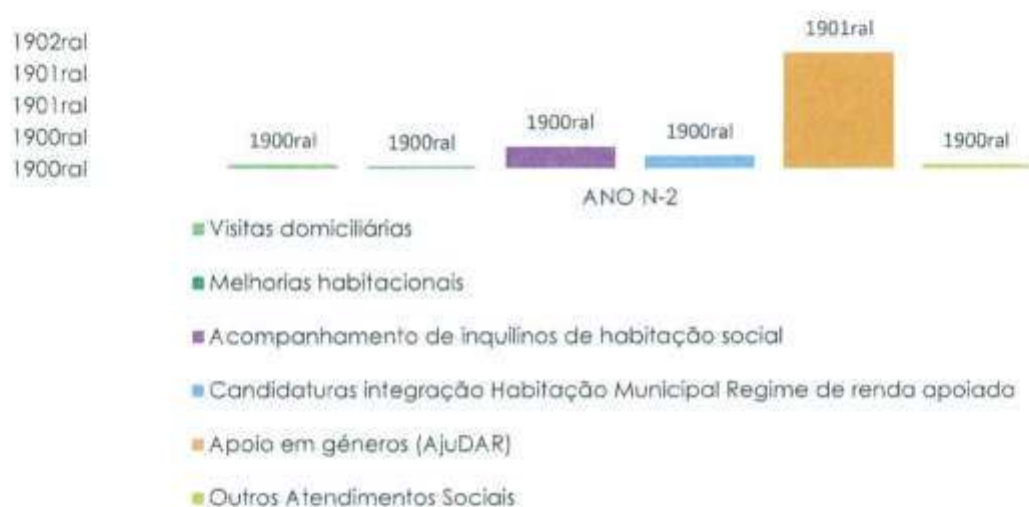 1902ral
1901ral
1901ral
1900ral
1900ral
1900ral
1900ral
1900ral
1900ral
1901ral
1900ral
ANO N-2
Visitas domiciliárias
Melhorias habitacionais
Acompanhamento de inquilinos de habitação social
Candidaturas integração Habitação Municipal Regime de renda apoiada
Apoio em géneros (AjuDAR)
Outros Atendimentos Sociais